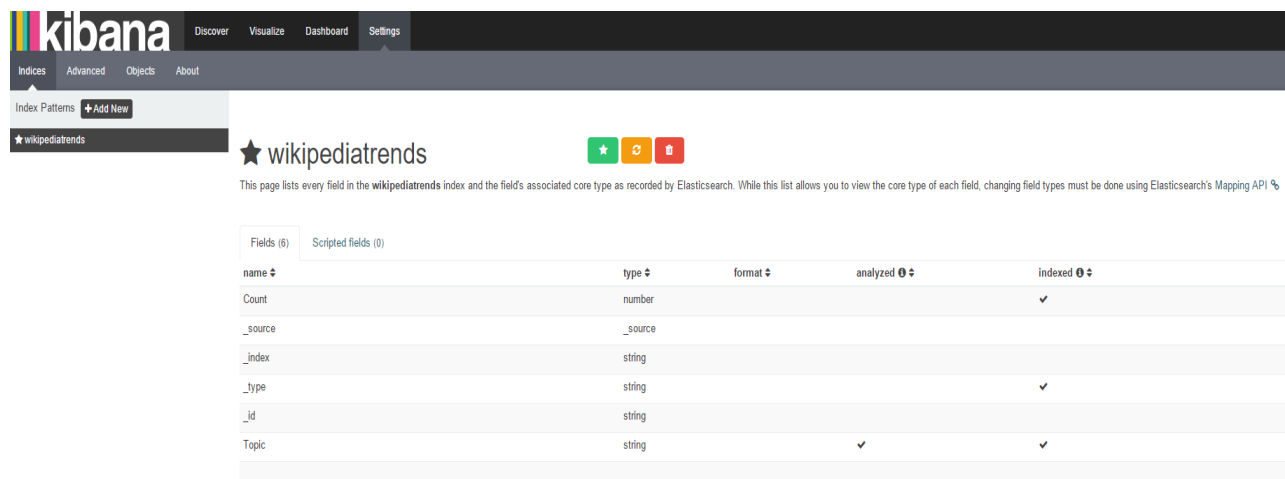 kibana Discover Visualize Dashboard Settings
Indices Advanced Objects About
Index Patterns + Add New
wikipediatrends
wikipediatrends
This page lists every field in the wikipediatrends index and the field's associated core type as recorded by Elasticsearch. While this list allows you to view the core type of each field, changing field types must be done using Elasticsearch's Mapping API
Fields (6) Scripted fields (0)
name type format analyzed indexed
Count number
_source _source
_index string
_type string
_id string
Topic string